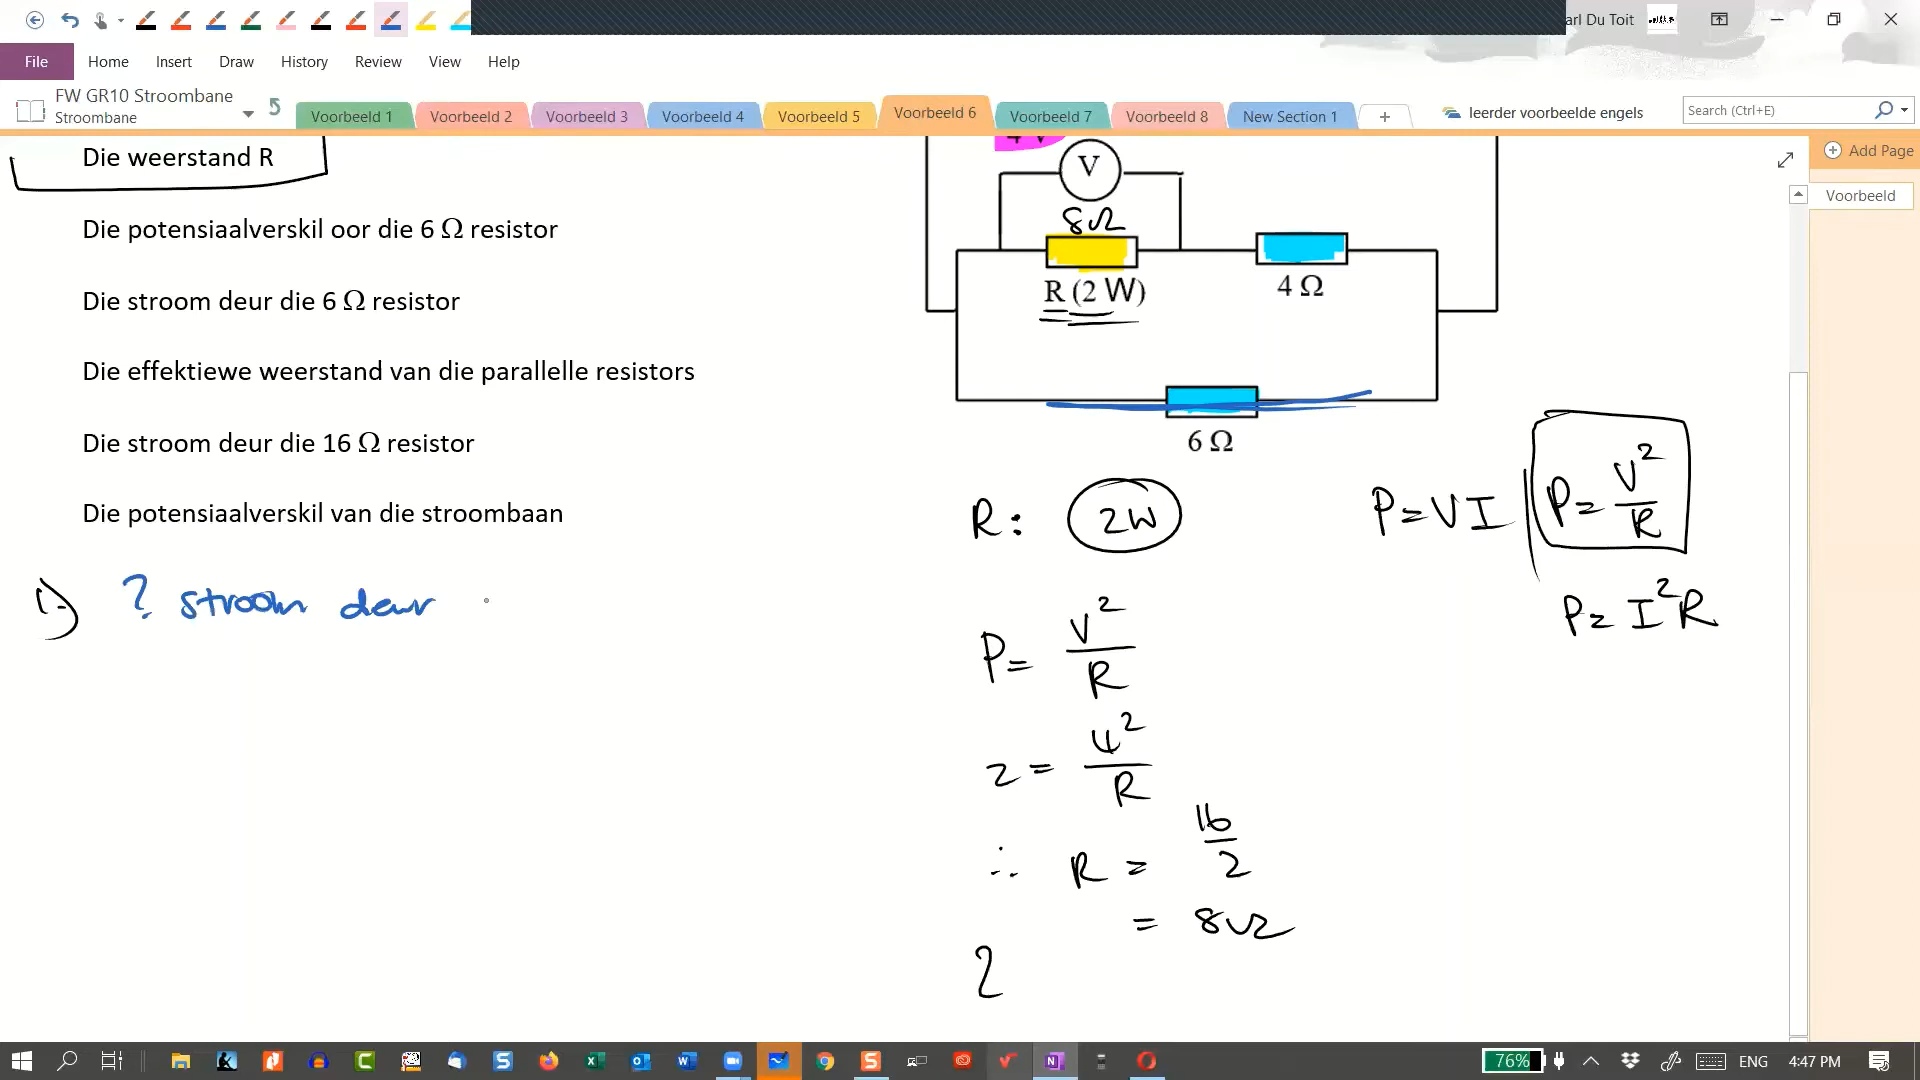 arl Du Toit
File Home Insert Draw History Review View Help
FW GR10 Stroombane
Stroombane
Voorbeeld 1 Voorbeeld 2 Voorbeeld 3 Voorbeeld 4 Voorbeeld 5 Voorbeeld 6 Voorbeeld 7 Voorbeeld 8 New Section 1 +
leerder voorbeelde engels
Search (Ctrl+E)
Add Page
Voorbeeld
Die weerstand R
Die potensiaalverskil oor die 6 Ω resistor
Die stroom deur die 6 Ω resistor
Die effektiewe weerstand van die parallelle resistors
Die stroom deur die 16 Ω resistor
Die potensiaalverskil van die stroombaan
1.) ? stroom deur
V
8Ω
R (2 W)
4 Ω
6 Ω
R: 2W
P=VI
P= V²/R
P= I²R
P= V²/R
2 = 4²/R
∴ R = 16/2
= 8Ω
76%
ENG
4:47 PM